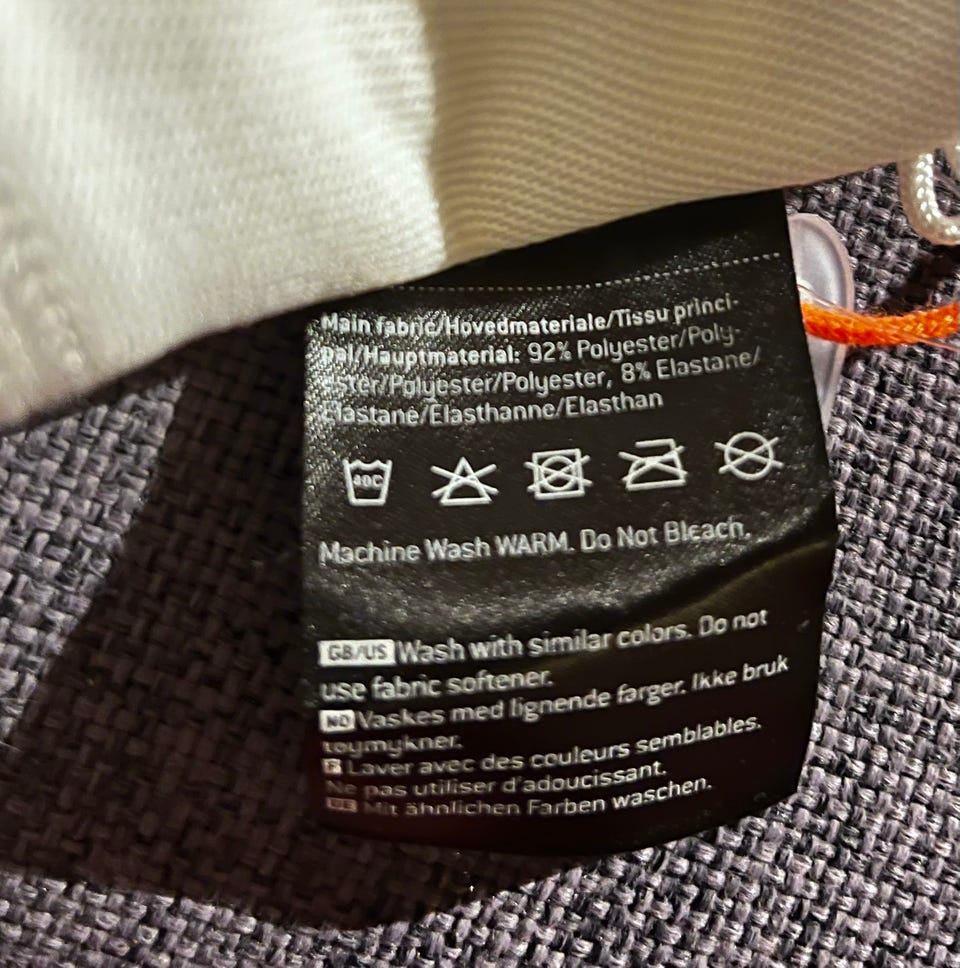 Main fabric/Hovedmateriale/Tissu princi-
pal/Hauptmaterial: 92% Polyester/Poly-
ester/Polyester/Polyester, 8% Elastane/
Elastane/Elasthanne/Elasthan
40C
Machine Wash WARM. Do Not Bleach.
GB/US Wash with similar colors. Do not
use fabric softener.
NO Vaskes med lignende farger. Ikke bruk
toymykner.
F Laver avec des couleurs semblables.
Ne pas utiliser d'adoucissant.
DE Mit ähnlichen Farben waschen.